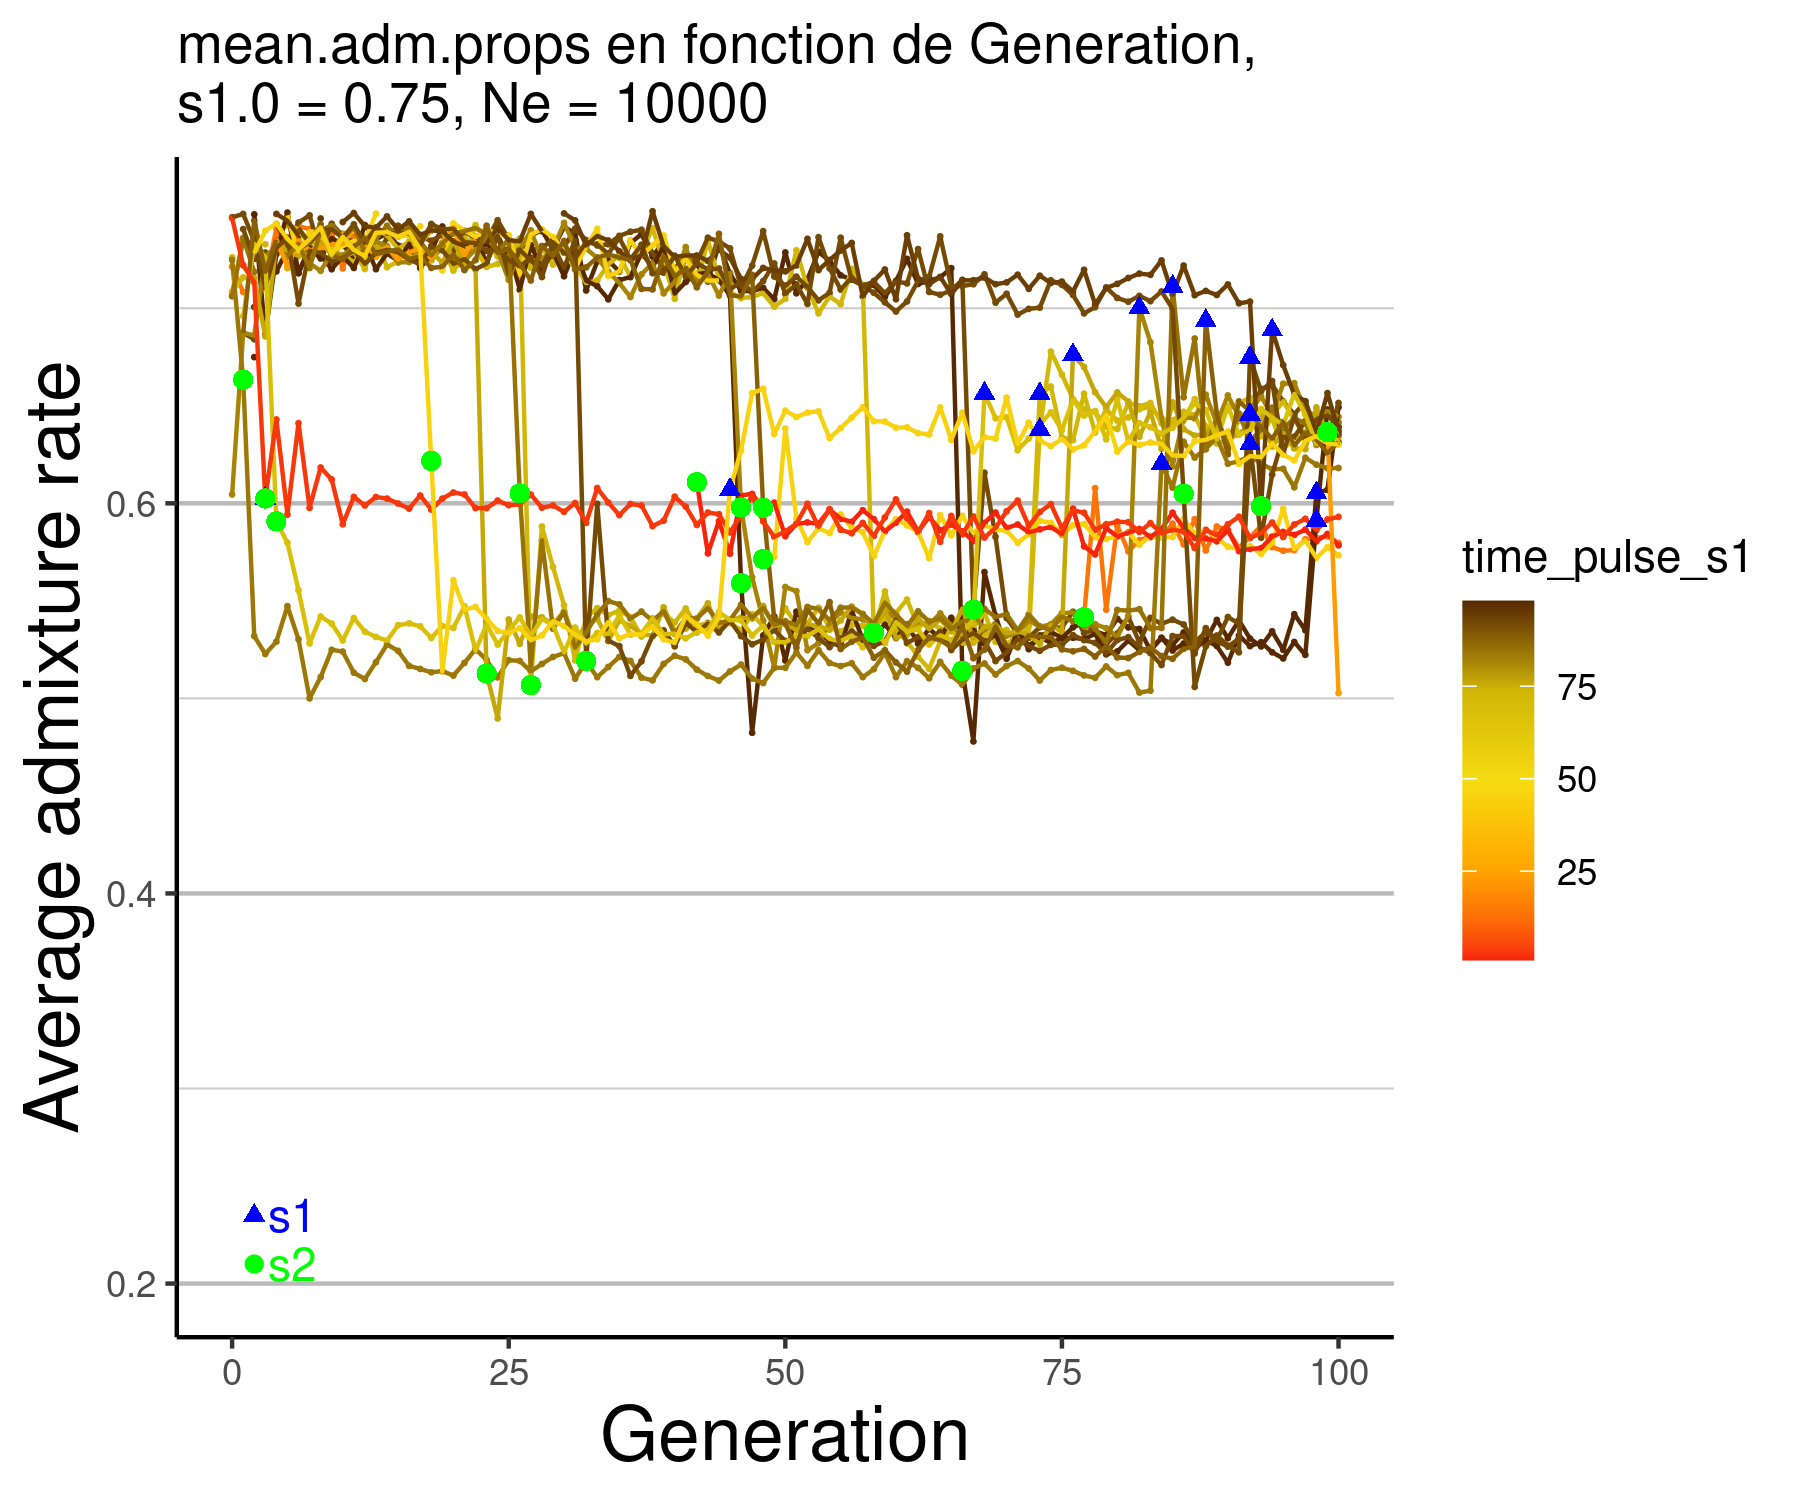 mean.adm.props en fonction de Generation,
s1.0 = 0.75, Ne = 10000
Average admixture rate
0.6
0.4
0.2
s1
s2
0 25 50 75 100
Generation
time_pulse_s1
75
50
25